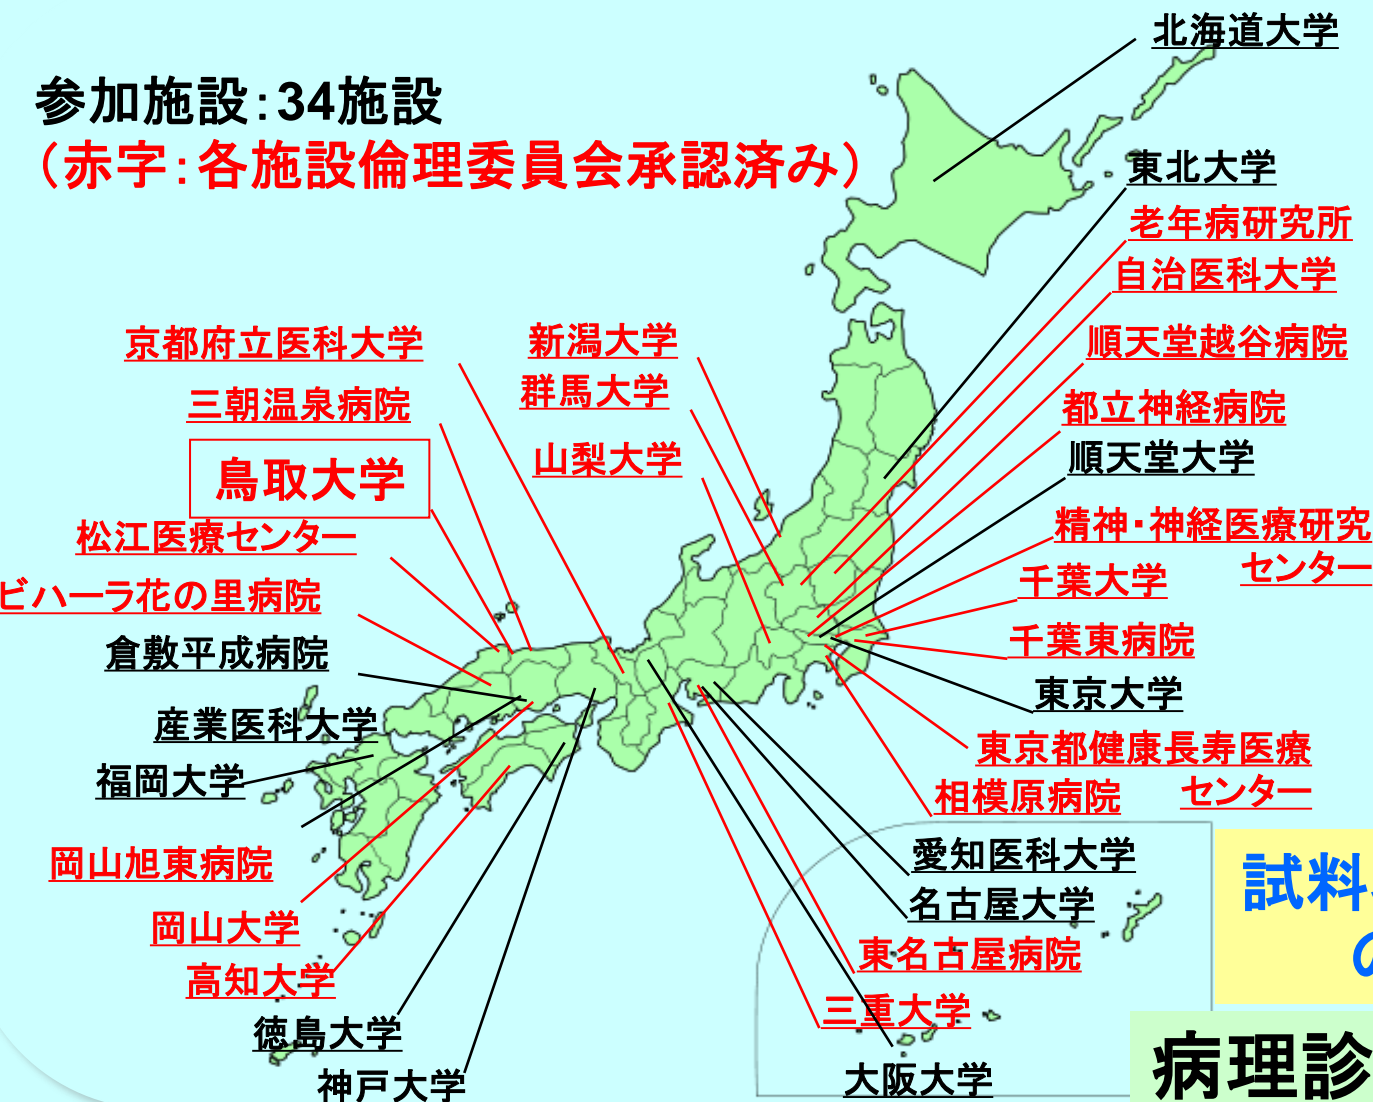 参加施設：34施設
（赤字：各施設倫理委員会承認済み）
北海道大学
東北大学
老年病研究所
自治医科大学
順天堂越谷病院
都立神経病院
順天堂大学
精神・神経医療研究
センター
千葉大学
千葉東病院
東京大学
東京都健康長寿医療
センター
相模原病院
愛知医科大学
名古屋大学
東名古屋病院
三重大学
大阪大学
新潟大学
群馬大学
山梨大学
京都府立医科大学
三朝温泉病院
鳥取大学
松江医療センター
ビハーラ花の里病院
倉敷平成病院
産業医科大学
福岡大学
岡山旭東病院
岡山大学
高知大学
徳島大学
神戸大学
試料
の
病理診